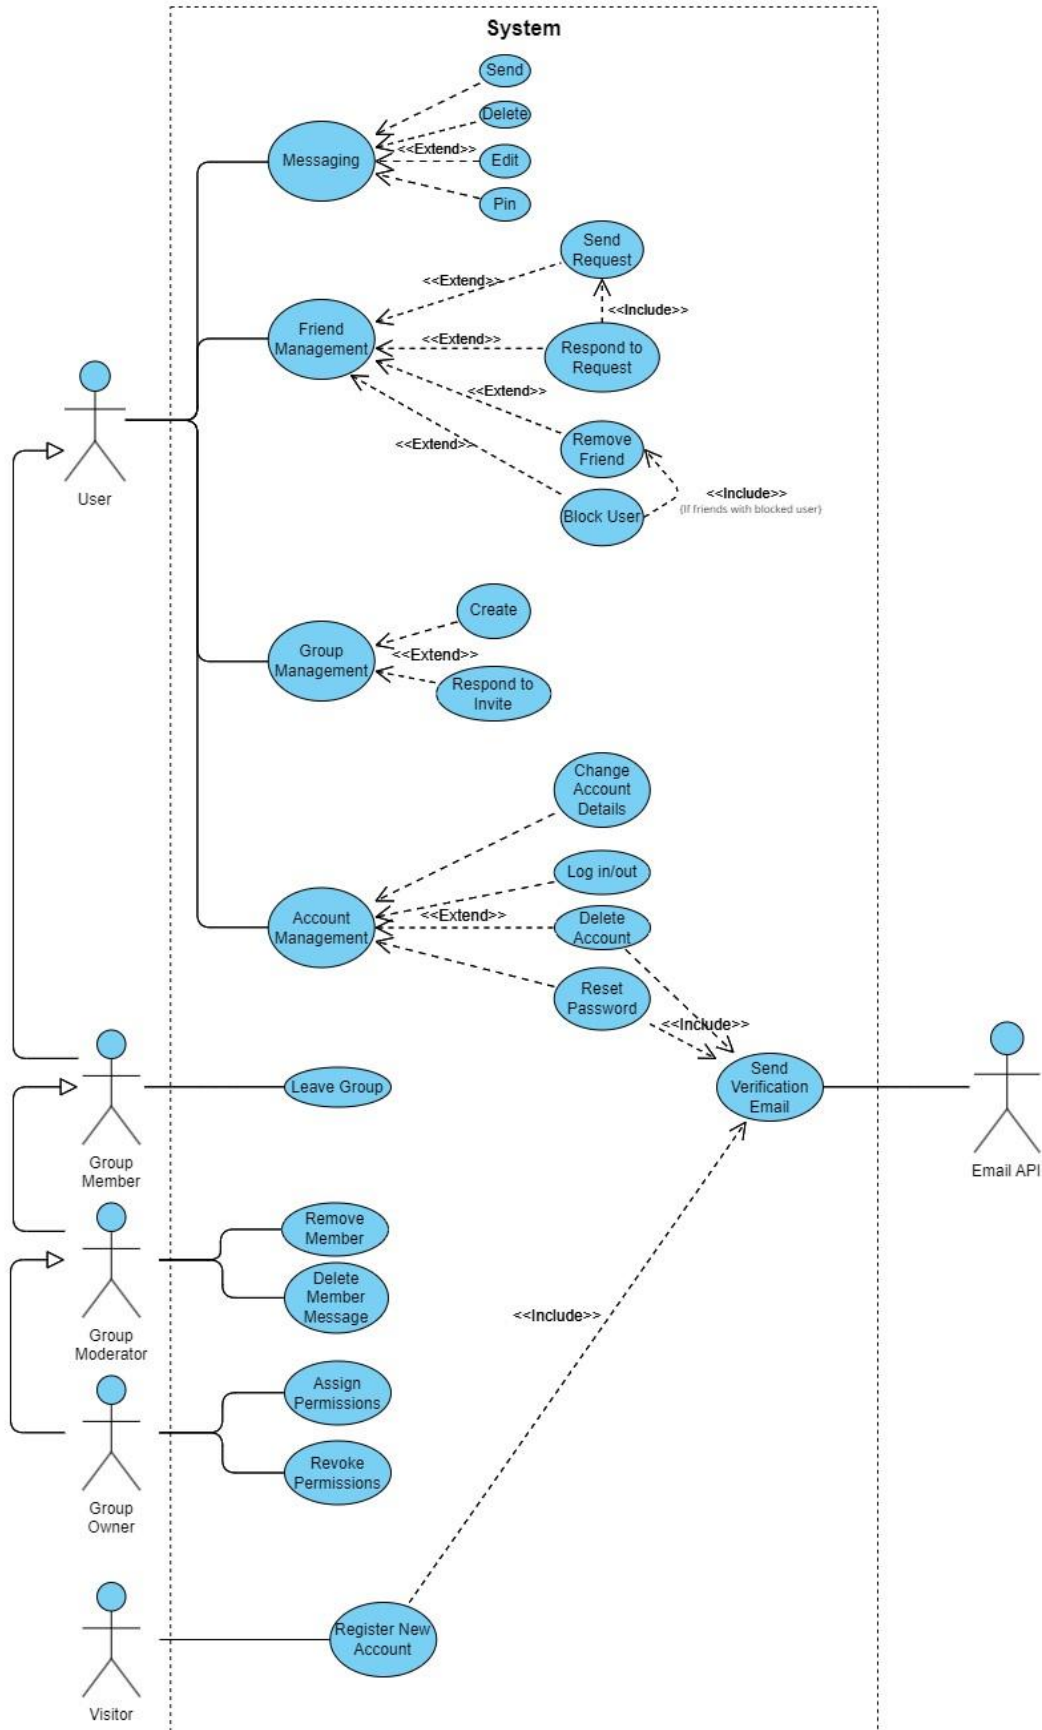 System
Send
Delete
<<Extend>>
Messaging
Edit
Pin
Send
Request
<<Extend>>
<<Include>>
Friend
Management
<<Extend>>
Respond to
Request
<<Extend>>
<<Extend>>
Remove
Friend
<<Include>>
{If friends with blocked user}
Block User
User
Create
Group
Management
<<Extend>>
Respond to
Invite
Change
Account
Details
Log in/out
Account
Management
<<Extend>>
Delete
Account
Reset
Password
<<Include>>
Send
Verification
Email
Leave Group
Group
Member
Email API
Remove
Member
Delete
Member
Message
<<Include>>
Group
Moderator
Assign
Permissions
Revoke
Permissions
Group
Owner
Register New
Account
Visitor